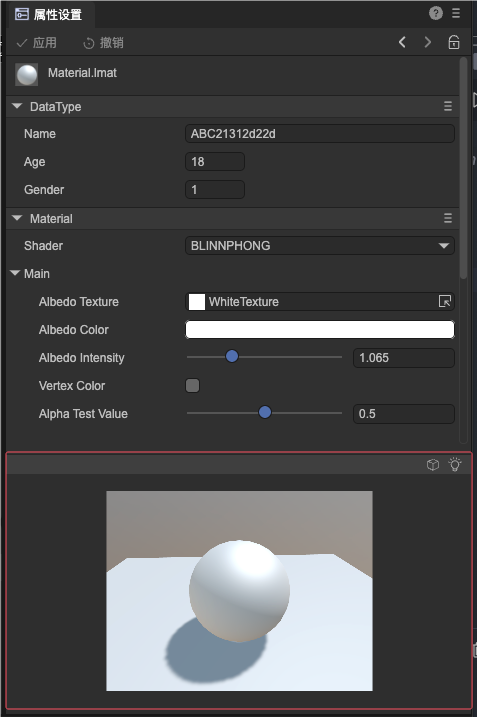 属性设置
应用 撤销
Material.lmat
DataType
Name ABC21312d22d
Age 18
Gender 1
Material
Shader BLINNPHONG
Main
Albedo Texture WhiteTexture
Albedo Color
Albedo Intensity 1.065
Vertex Color
Alpha Test Value 0.5